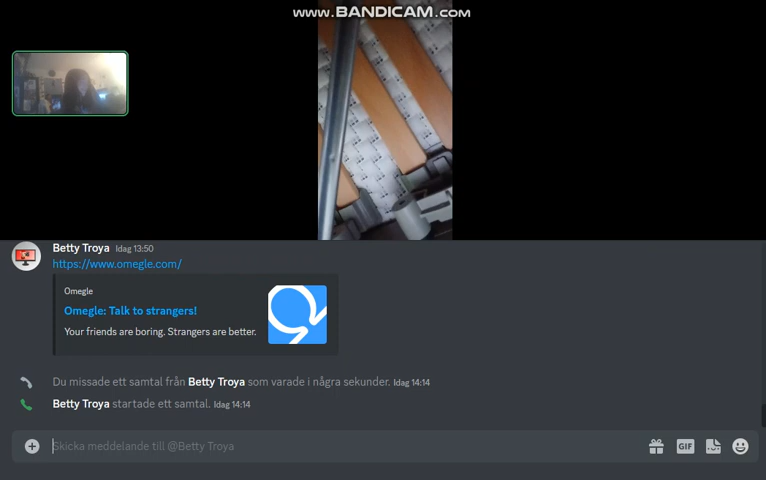 www.BANDICAM.com
Betty Troya Idag 13:50
https://www.omegle.com/
Omegle
Omegle: Talk to strangers!
Your friends are boring. Strangers are better.
Du missade ett samtal från Betty Troya som varade i några sekunder. Idag 14:14
Betty Troya startade ett samtal. Idag 14:14
Skicka meddelande till @Betty Troya
GIF